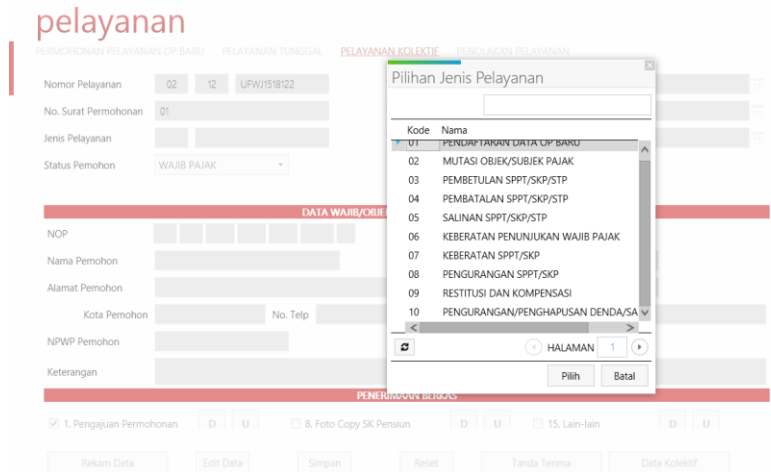 pelayanan
PERMOHONAN PELAYANAN OP BARU PELAYANAN TUNGGAL PELAYANAN KOLEKTIF PENOLAKAN PELAYANAN
Nomor Pelayanan 02 12 UFWJ1518122
No. Surat Permohonan 01
Jenis Pelayanan
Status Pemohon WAJIB PAJAK
Pilihan Jenis Pelayanan
Kode Nama
01 PENDAFTARAN DATA OP BARU
02 MUTASI OBJEK/SUBJEK PAJAK
03 PEMBETULAN SPPT/SKP/STP
04 PEMBATALAN SPPT/SKP/STP
05 SALINAN SPPT/SKP/STP
06 KEBERATAN PENUNJUKAN WAJIB PAJAK
07 KEBERATAN SPPT/SKP
08 PENGURANGAN SPPT/SKP
09 RESTITUSI DAN KOMPENSASI
10 PENGURANGAN/PENGHAPUSAN DENDA/SA
HALAMAN 1
Pilih Batal
DATA WAJIB/OBJE
NOP
Nama Pemohon
Alamat Pemohon
Kota Pemohon No. Telp
NPWP Pemohon
Keterangan
PENERIMAAN BERKAS
1. Pengajuan Permohonan D U 8. Foto Copy SK Pensiun D U 15. Lain-lain D U
Rekam Data Edit Data Simpan Reset Tanda Terima Data Kolektif